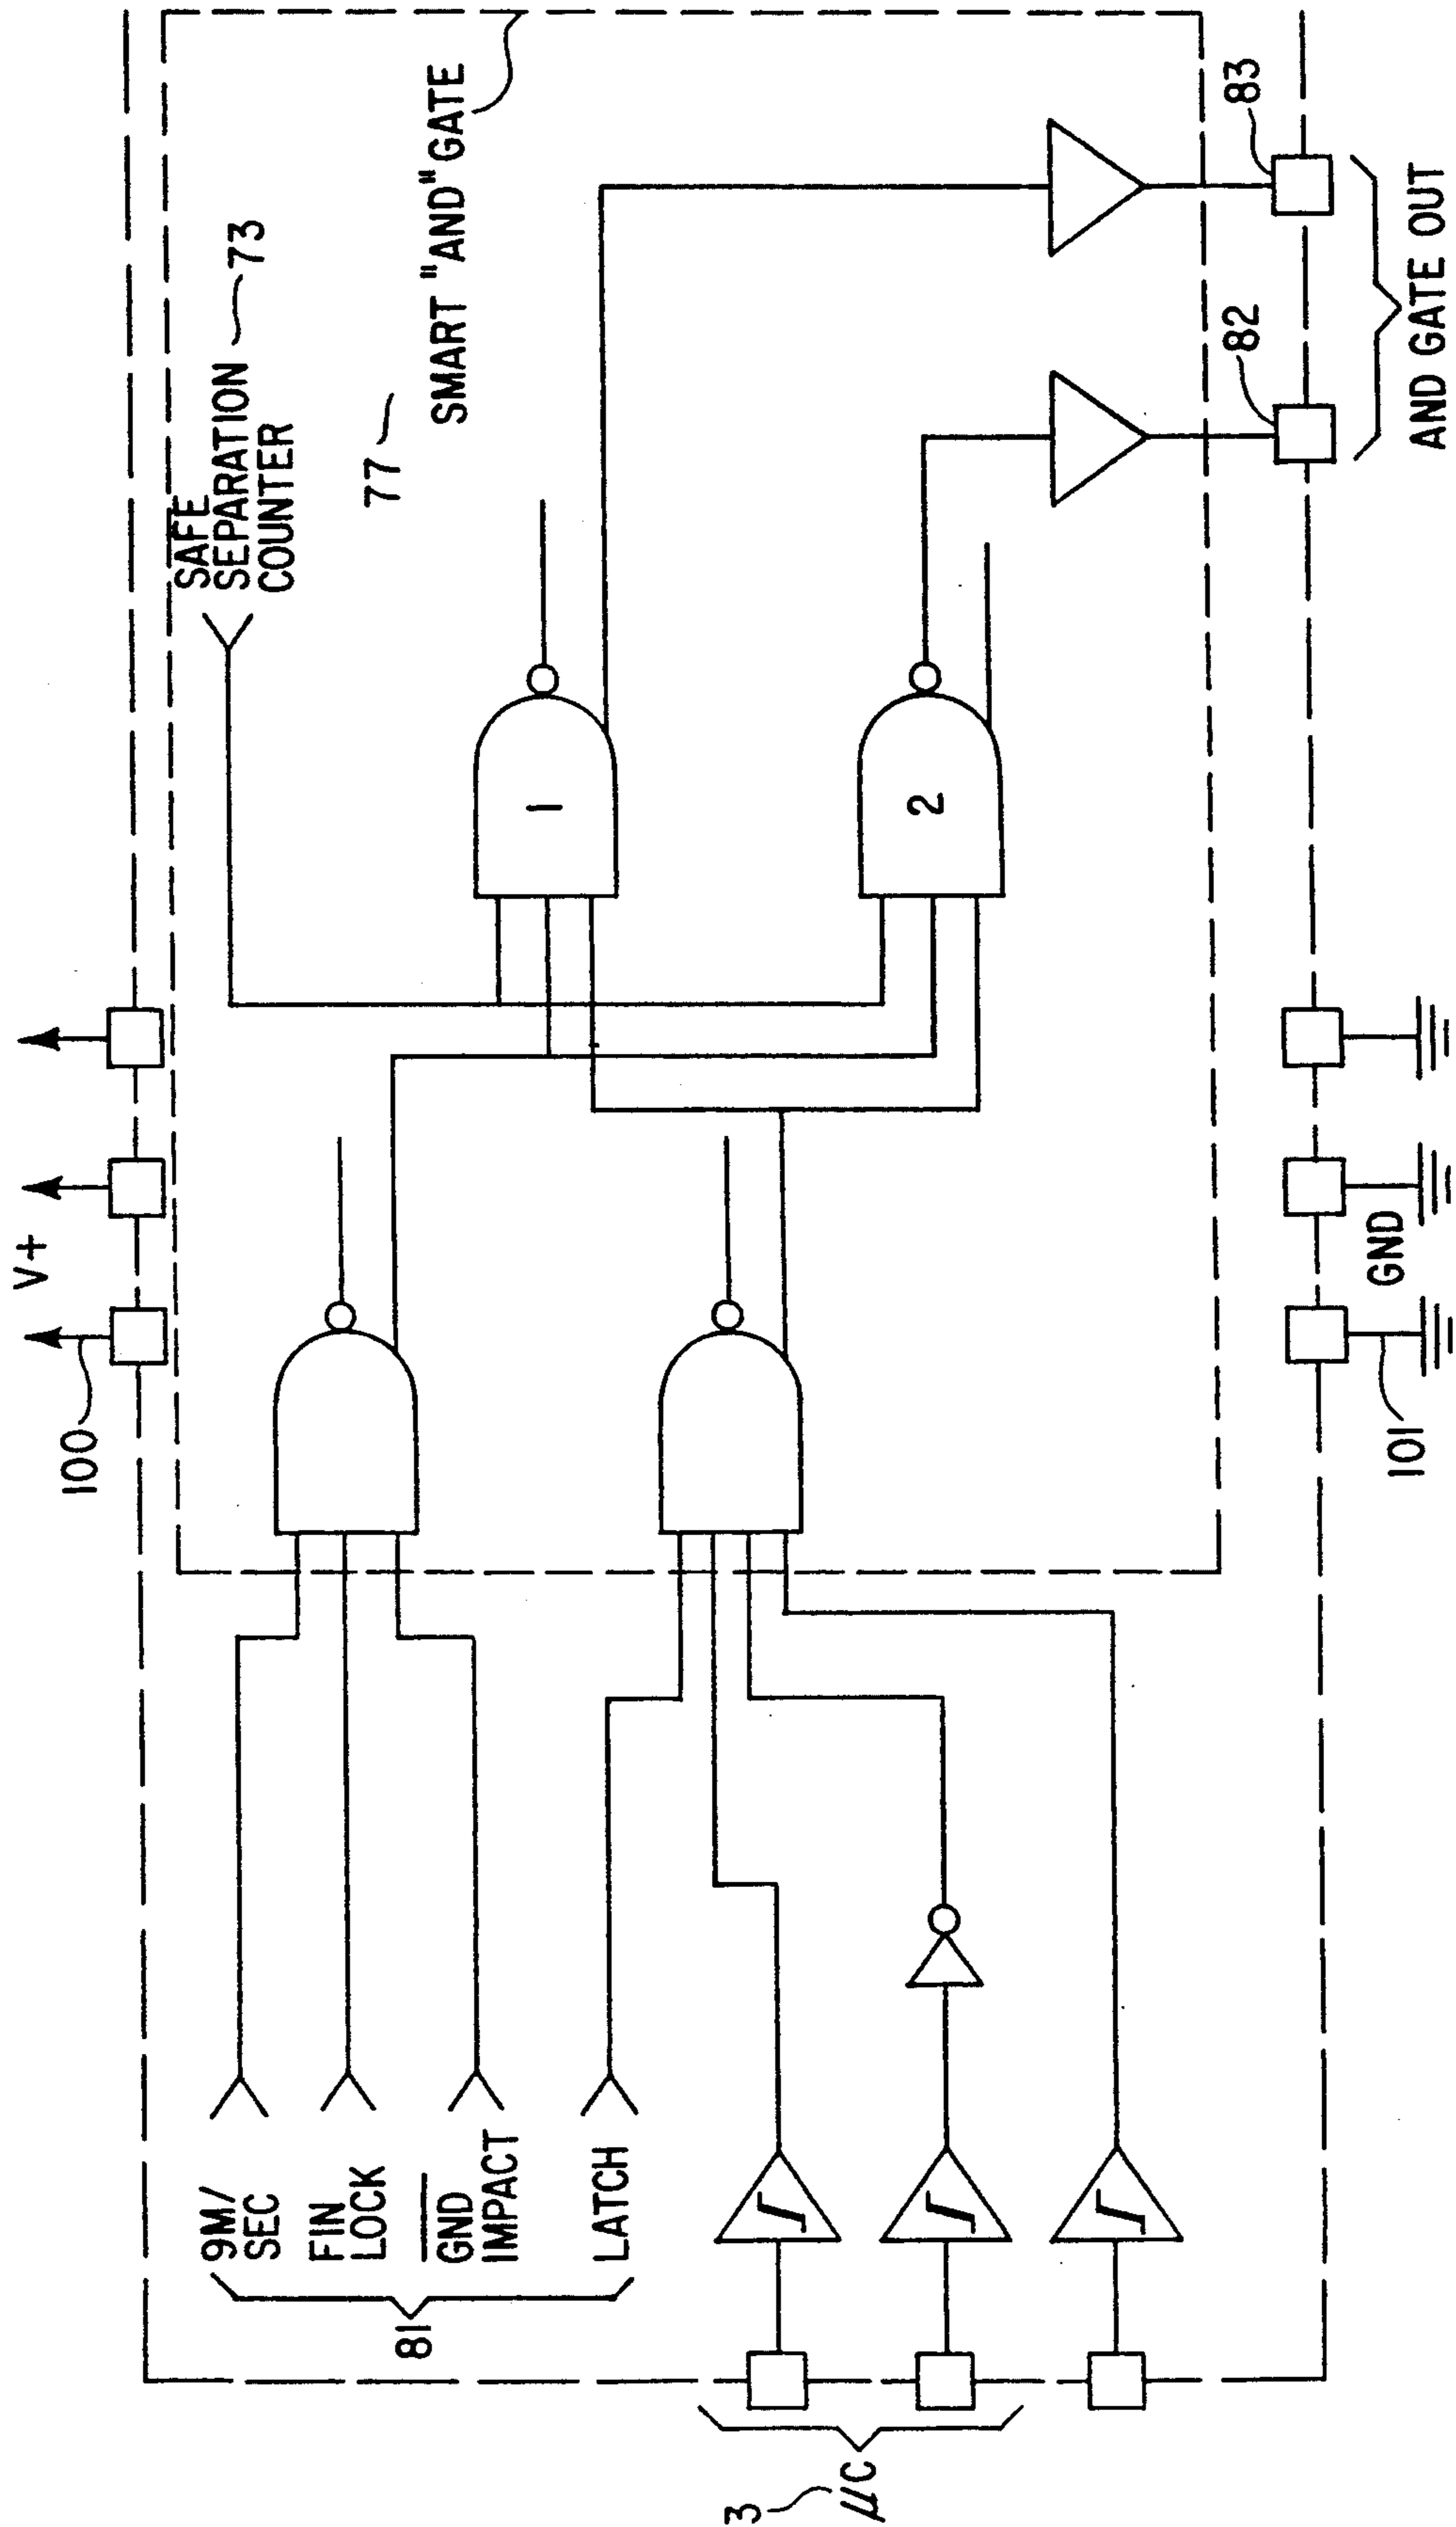 V+
100
SAFE
SEPARATION 73
COUNTER
77
SMART "AND" GATE
9M/
SEC
FIN
LOCK
GND
IMPACT
LATCH
81
1
2
3
μC
82
83
AND GATE OUT
GND
101